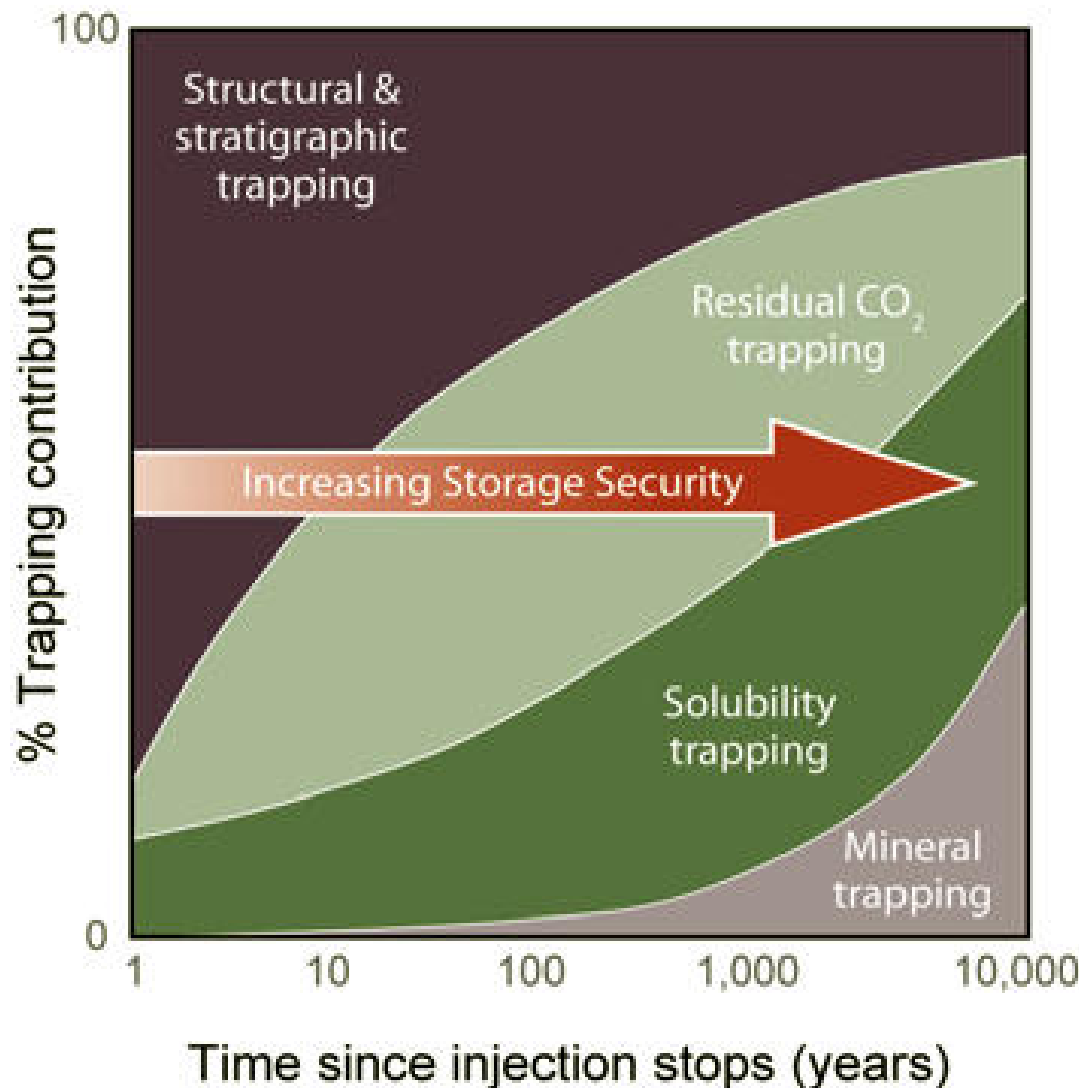 100
Structural &
stratigraphic
trapping
Residual CO₂
trapping
Increasing Storage Security
Solubility
trapping
Mineral
trapping
0
1 10 100 1,000 10,000
% Trapping contribution
Time since injection stops (years)